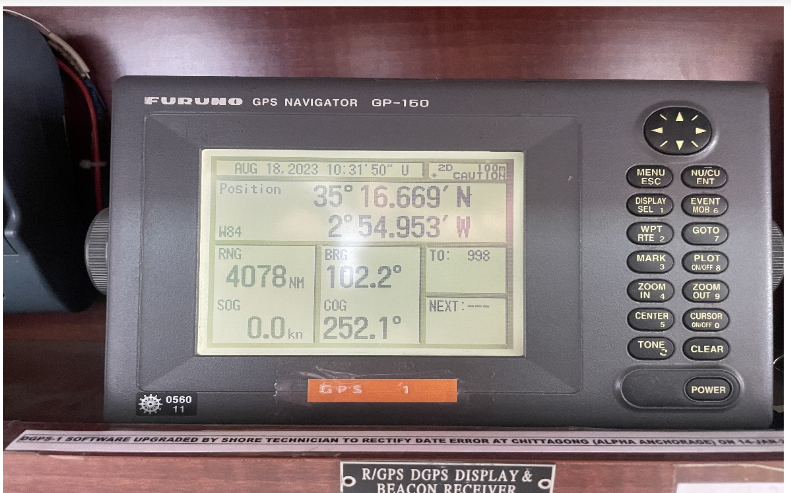 FURUNO GPS NAVIGATOR GP-150
AUG 18,2023 10:31'50" U
2D 100m
CAUTION
Position
35° 16.669' N
2° 54.953' W
W84
RNG
4078 NM
BRG
102.2°
TO: 998
SOG
0.0 kn
COG
252.1°
NEXT:---
MENU
ESC
NU/CU
ENT
DISPLAY
SEL 1
EVENT
MOB 6
WPT
RTE 2
GOTO
7
MARK
3
PLOT
ON/OFF 8
ZOOM
IN 4
ZOOM
OUT 9
CENTER
5
CURSOR
ON/OFF 0
TONE
CLEAR
POWER
GPS 1
0560
11
DGPS-1 SOFTWARE UPGRADED BY SHORE TECHNICIAN TO RECTIFY DATE ERROR AT CHITTAGONG (ALPHA ANCHORAGE) ON 14-JAN-
R/GPS DGPS DISPLAY &
BEACON RECEIVER